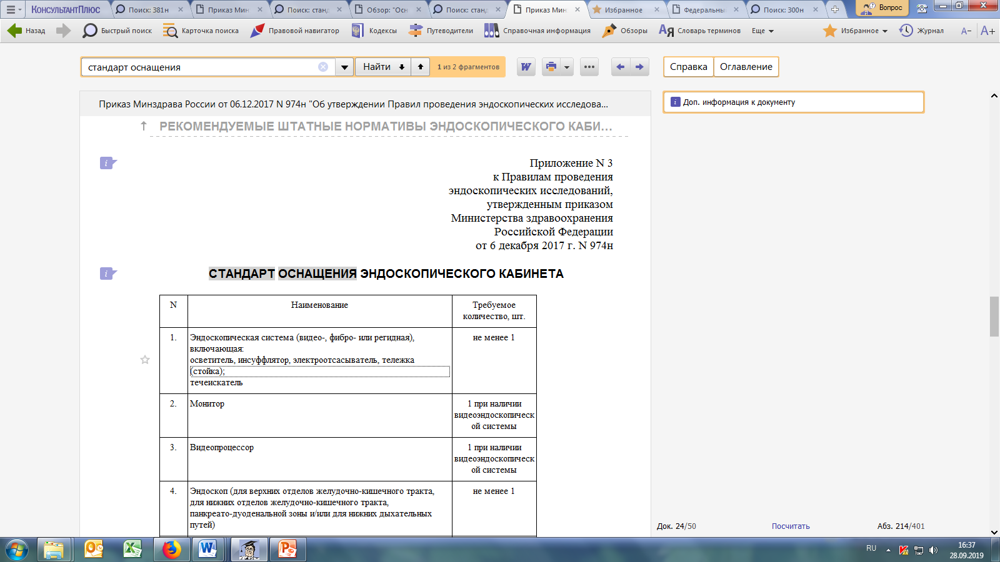 КонсультантПлюс
Поиск: 381н
Приказ Мин
Поиск: станд
Обзор: "Осн
Поиск: станд
Приказ Мин
Избранное
Федеральны
Поиск: 300н
Вопрос
Назад
Быстрый поиск
Карточка поиска
Правовой навигатор
Кодексы
Путеводители
Справочная информация
Обзоры
Словарь терминов
Еще
Избранное
Журнал
А−
А+
стандарт оснащения
Найти
1 из 2 фрагментов
Справка
Оглавление
Приказ Минздрава России от 06.12.2017 N 974н "Об утверждении Правил проведения эндоскопических исследова...
Доп. информация к документу
РЕКОМЕНДУЕМЫЕ ШТАТНЫЕ НОРМАТИВЫ ЭНДОСКОПИЧЕСКОГО КАБИ...
Приложение N 3
к Правилам проведения
эндоскопических исследований,
утвержденным приказом
Министерства здравоохранения
Российской Федерации
от 6 декабря 2017 г. N 974н
СТАНДАРТ ОСНАЩЕНИЯ ЭНДОСКОПИЧЕСКОГО КАБИНЕТА
N
Наименование
Требуемое
количество, шт.
1.
Эндоскопическая система (видео-, фибро- или регидная),
включающая:
осветитель, инсуффлятор, электроотсасыватель, тележка
(стойка);
течеискатель
не менее 1
2.
Монитор
1 при наличии
видеоэндоскопическ
ой системы
3.
Видеопроцессор
1 при наличии
видеоэндоскопическ
ой системы
4.
Эндоскоп (для верхних отделов желудочно-кишечного тракта,
для нижних отделов желудочно-кишечного тракта,
панкреато-дуоденальной зоны и/или для нижних дыхательных
путей)
не менее 1
Док. 24/50
Посчитать
Абз. 214/401
RU
16:37
28.09.2019